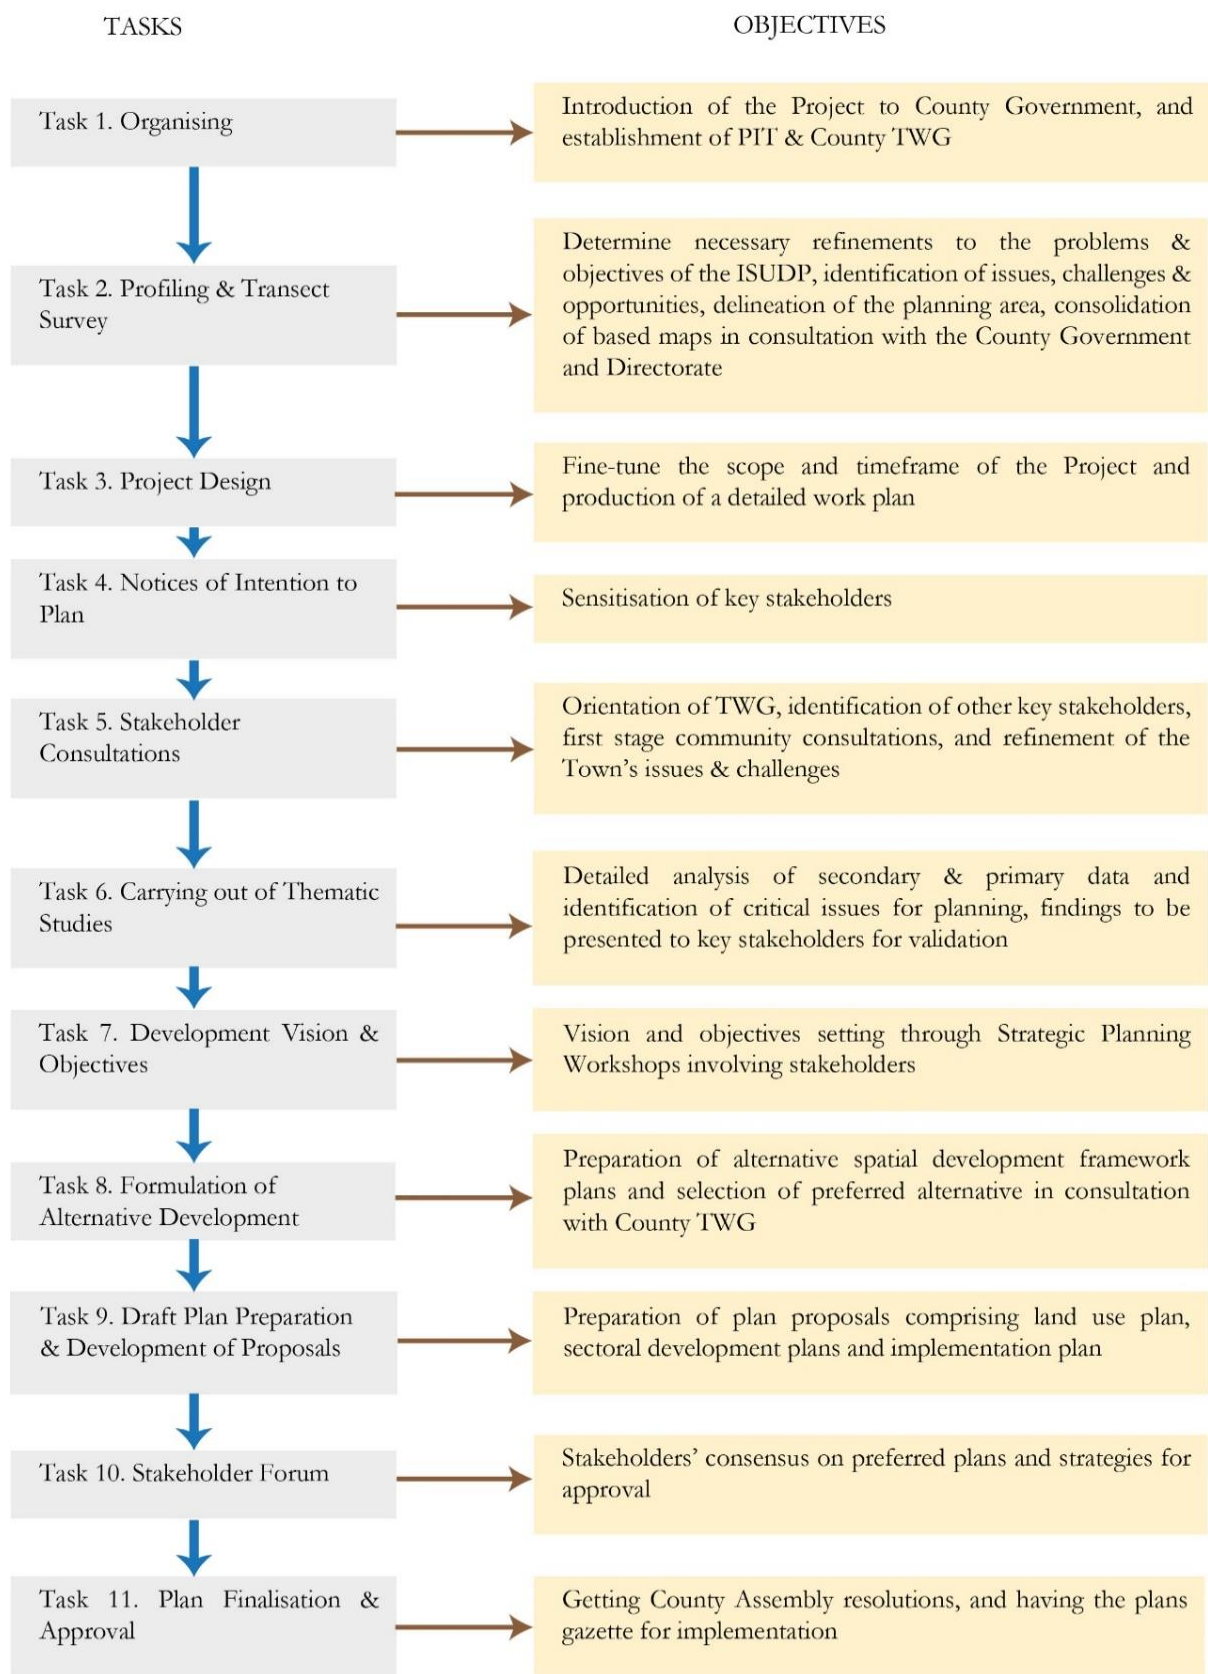 TASKS
OBJECTIVES
Task 1. Organising
Introduction of the Project to County Government, and
establishment of PIT & County TWG
Task 2. Profiling & Transect
Survey
Determine necessary refinements to the problems &
objectives of the ISUDP, identification of issues, challenges &
opportunities, delineation of the planning area, consolidation
of based maps in consultation with the County Government
and Directorate
Task 3. Project Design
Fine-tune the scope and timeframe of the Project and
production of a detailed work plan
Task 4. Notices of Intention to
Plan
Sensitisation of key stakeholders
Task 5. Stakeholder
Consultations
Orientation of TWG, identification of other key stakeholders,
first stage community consultations, and refinement of the
Town's issues & challenges
Task 6. Carrying out of Thematic
Studies
Detailed analysis of secondary & primary data and
identification of critical issues for planning, findings to be
presented to key stakeholders for validation
Task 7. Development Vision &
Objectives
Vision and objectives setting through Strategic Planning
Workshops involving stakeholders
Task 8. Formulation of
Alternative Development
Preparation of alternative spatial development framework
plans and selection of preferred alternative in consultation
with County TWG
Task 9. Draft Plan Preparation
& Development of Proposals
Preparation of plan proposals comprising land use plan,
sectoral development plans and implementation plan
Task 10. Stakeholder Forum
Stakeholders' consensus on preferred plans and strategies for
approval
Task 11. Plan Finalisation &
Approval
Getting County Assembly resolutions, and having the plans
gazette for implementation